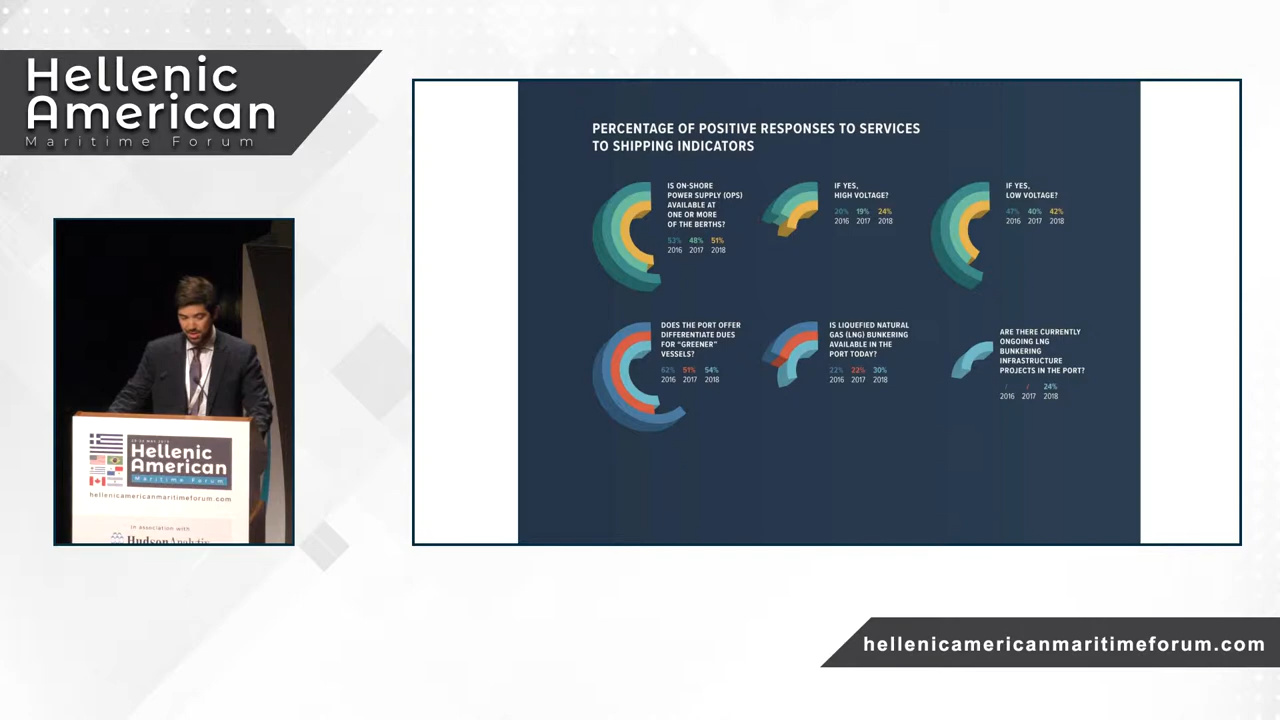 Hellenic
American
Maritime Forum
PERCENTAGE OF POSITIVE RESPONSES TO SERVICES
TO SHIPPING INDICATORS
IS ON-SHORE
POWER SUPPLY (OPS)
AVAILABLE AT
ONE OR MORE
OF THE BERTHS?
53% 48% 51%
2016 2017 2018
IF YES,
HIGH VOLTAGE?
20% 19% 24%
2016 2017 2018
IF YES,
LOW VOLTAGE?
47% 40% 42%
2016 2017 2018
DOES THE PORT OFFER
DIFFERENTIATE DUES
FOR "GREENER"
VESSELS?
62% 51% 54%
2016 2017 2018
IS LIQUEFIED NATURAL
GAS (LNG) BUNKERING
AVAILABLE IN THE
PORT TODAY?
22% 22% 30%
2016 2017 2018
ARE THERE CURRENTLY
ONGOING LNG
BUNKERING
INFRASTRUCTURE
PROJECTS IN THE PORT?
/ / 24%
2016 2017 2018
Hellenic
American
Maritime Forum
hellenicamericanmaritimeforum.com
In association with
hellenicamericanmaritimeforum.com